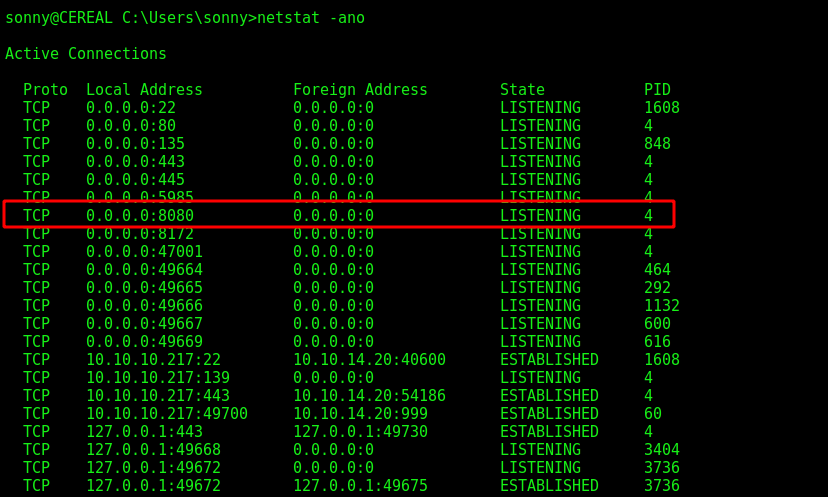 sonny@CEREAL C:\Users\sonny>netstat -ano
Active Connections
Proto  Local Address          Foreign Address        State           PID
TCP    0.0.0.0:22             0.0.0.0:0              LISTENING       1608
TCP    0.0.0.0:80             0.0.0.0:0              LISTENING       4
TCP    0.0.0.0:135            0.0.0.0:0              LISTENING       848
TCP    0.0.0.0:443            0.0.0.0:0              LISTENING       4
TCP    0.0.0.0:445            0.0.0.0:0              LISTENING       4
TCP    0.0.0.0:5985           0.0.0.0:0              LISTENING       4
TCP    0.0.0.0:8080           0.0.0.0:0              LISTENING       4
TCP    0.0.0.0:8172           0.0.0.0:0              LISTENING       4
TCP    0.0.0.0:47001          0.0.0.0:0              LISTENING       4
TCP    0.0.0.0:49664          0.0.0.0:0              LISTENING       464
TCP    0.0.0.0:49665          0.0.0.0:0              LISTENING       292
TCP    0.0.0.0:49666          0.0.0.0:0              LISTENING       1132
TCP    0.0.0.0:49667          0.0.0.0:0              LISTENING       600
TCP    0.0.0.0:49669          0.0.0.0:0              LISTENING       616
TCP    10.10.10.217:22        10.10.14.20:40600      ESTABLISHED     1608
TCP    10.10.10.217:139       0.0.0.0:0              LISTENING       4
TCP    10.10.10.217:443       10.10.14.20:54186      ESTABLISHED     4
TCP    10.10.10.217:49700     10.10.14.20:999        ESTABLISHED     60
TCP    127.0.0.1:443          127.0.0.1:49730        ESTABLISHED     4
TCP    127.0.0.1:49668        0.0.0.0:0              LISTENING       3404
TCP    127.0.0.1:49672        0.0.0.0:0              LISTENING       3736
TCP    127.0.0.1:49672        127.0.0.1:49675        ESTABLISHED     3736